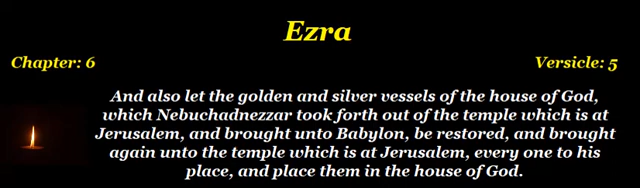 Ezra
Chapter: 6 Versicle: 5
And also let the golden and silver vessels of the house of God,
which Nebuchadnezzar took forth out of the temple which is at
Jerusalem, and brought unto Babylon, be restored, and brought
again unto the temple which is at Jerusalem, every one to his
place, and place them in the house of God.